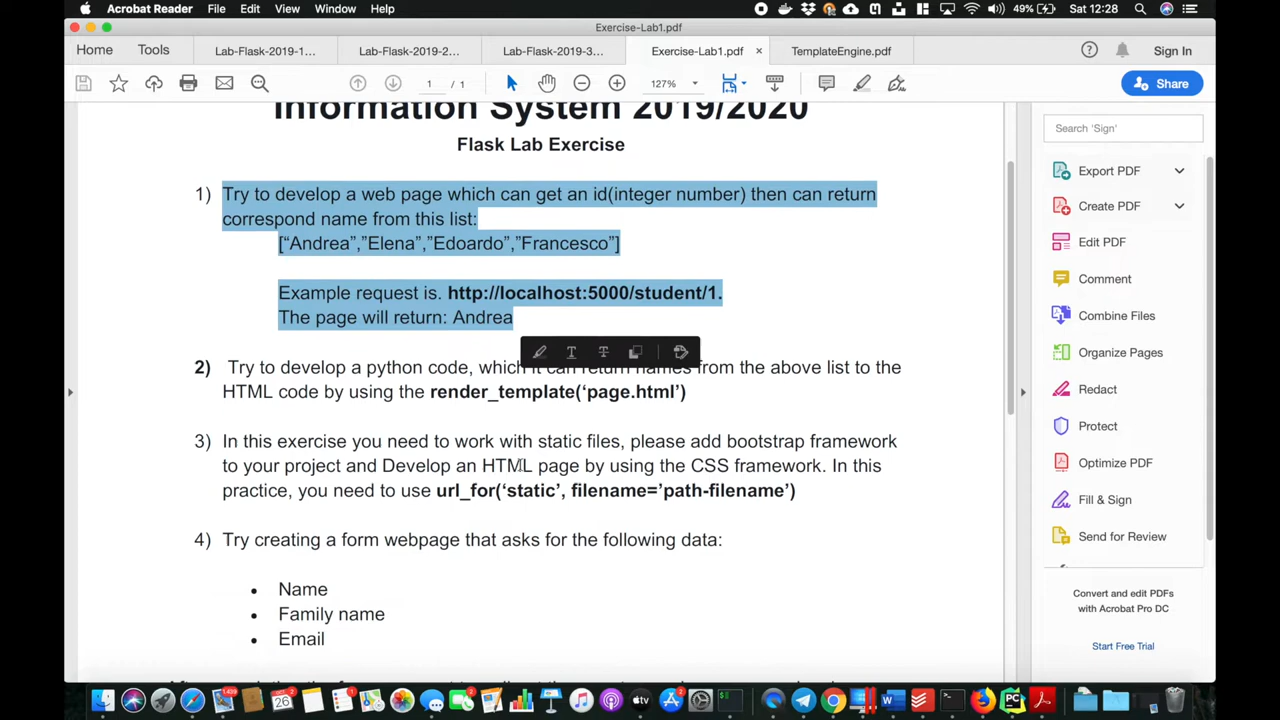 Acrobat Reader File Edit View Window Help 49% Sat 12:28
Exercise-Lab1.pdf
Home Tools Lab-Flask-2019-1... Lab-Flask-2019-2... Lab-Flask-2019-3... Exercise-Lab1.pdf × TemplateEngine.pdf Sign In
1 / 1 127% Share
Information System 2019/2020
Flask Lab Exercise
1) Try to develop a web page which can get an id(integer number) then can return
correspond name from this list:
[“Andrea”,”Elena”,”Edoardo”,”Francesco”]
Example request is. http://localhost:5000/student/1.
The page will return: Andrea
2) Try to develop a python code, which it can return names from the above list to the
HTML code by using the render_template(‘page.html’)
3) In this exercise you need to work with static files, please add bootstrap framework
to your project and Develop an HTML page by using the CSS framework. In this
practice, you need to use url_for(‘static’, filename=’path-filename’)
4) Try creating a form webpage that asks for the following data:
• Name
• Family name
• Email
Search 'Sign'
Export PDF
Create PDF
Edit PDF
Comment
Combine Files
Organize Pages
Redact
Protect
Optimize PDF
Fill & Sign
Send for Review
Convert and edit PDFs
with Acrobat Pro DC
Start Free Trial